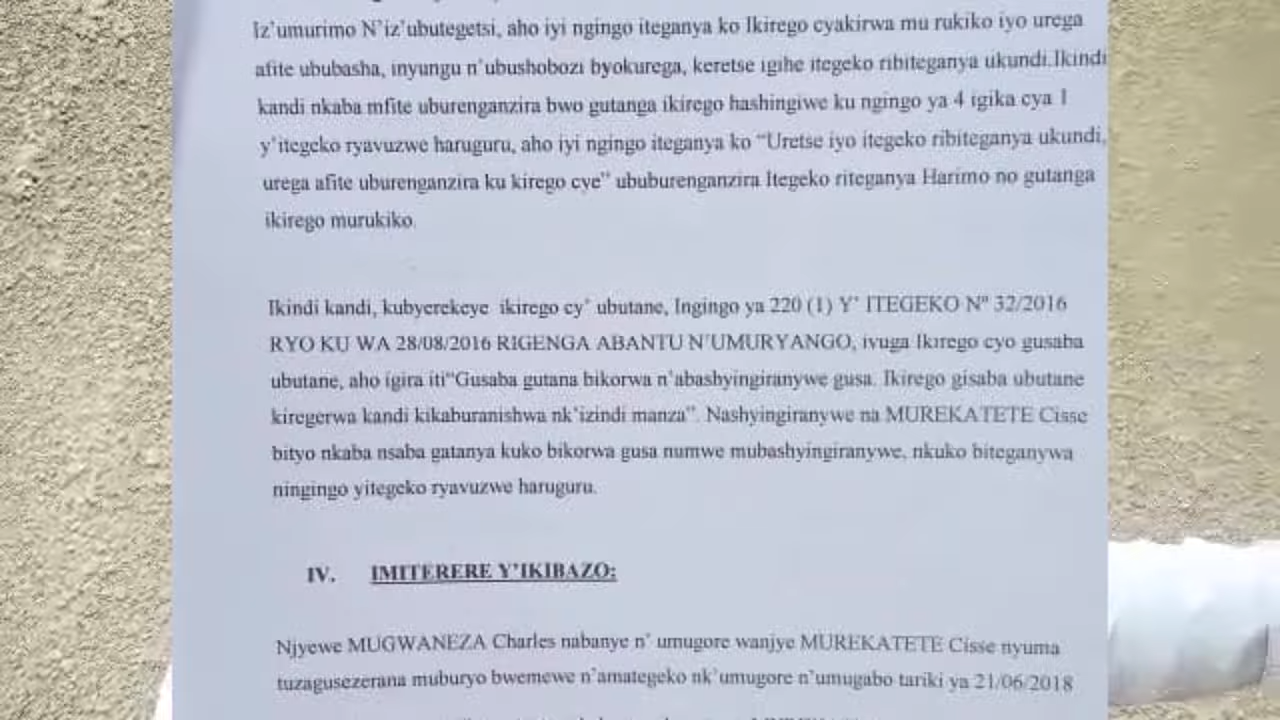 Iz'umurimo N'iz'ubutegetsi, aho iyi ngingo iteganya ko Ikirego cyakirwa mu rukiko iyo urega
afite ububasha, inyungu n'ubushobozi byokurega, keretse igihe itegeko ribiteganya ukundi.Ikindi
kandi nkaba mfite uburenganzira bwo gutanga ikirego hashingiwe ku ngingo ya 4 igika cya 1
y'itegeko ryavuzwe haruguru, aho iyi ngingo iteganya ko "Uretse iyo itegeko ribiteganya ukundi,
urega afite uburenganzira ku kirego cye" ububurenganzira Itegeko riteganya Harimo no gutanga
ikirego murukiko.
Ikindi kandi, kubyerekeye ikirego cy' ubutane, Ingingo ya 220 (1) Y' ITEGEKO Nº 32/2016
RYO KU WA 28/08/2016 RIGENGA ABANTU N'UMURYANGO, ivuga Ikirego cyo gusaba
ubutane, aho igira iti"Gusaba gutana bikorwa n'abashyingiranywe gusa. Ikirego gisaba ubutane
kiregerwa kandi kikaburanishwa nk'izindi manza". Nashyingiranywe na MUREKATETE Cisse
bityo nkaba nsaba gatanya kuko bikorwa gusa numwe mubashyingiranywe, nkuko biteganywa
ningingo yitegeko ryavuzwe haruguru.
IV. IMITERERE Y'IKIBAZO:
Njyewe MUGWANEZA Charles nabanye n' umugore wanjye MUREKATETE Cisse nyuma
tuzagusezerana muburyo bwemewe n'amategeko nk'umugore n'umugabo tariki ya 21/06/2018